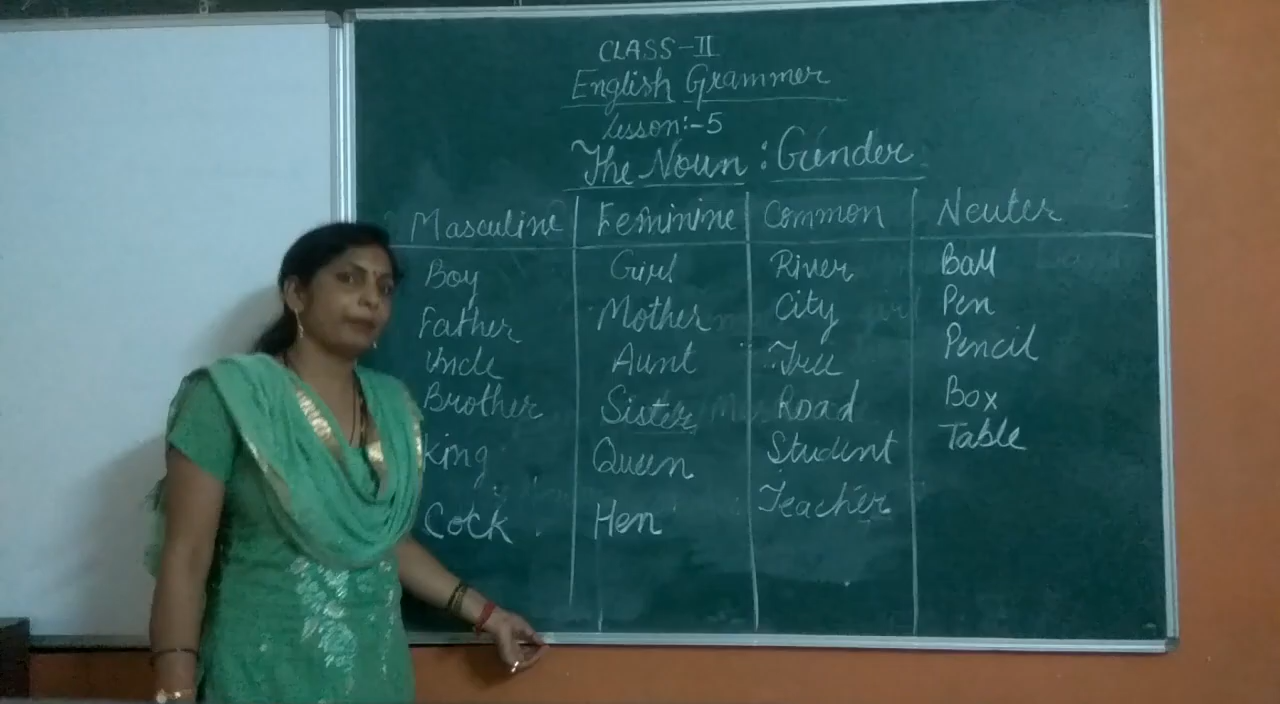 CLASS-II
English Grammer
Lesson:-5
The Noun : Gender
Masculine Feminine Common Neuter
Boy Girl River Ball
Father Mother City Pen
Uncle Aunt Tree Pencil
Brother Sister Road Box
King Queen Student Table
Cock Hen Teacher